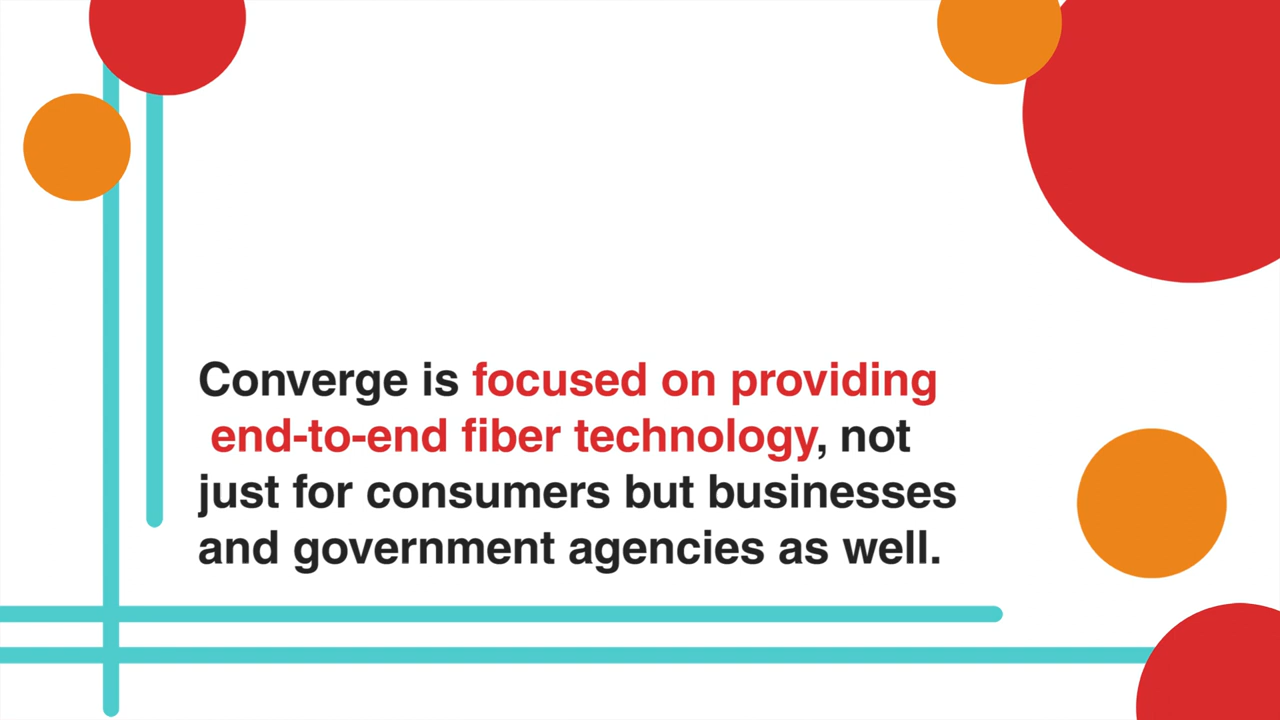 Converge is focused on providing
end-to-end fiber technology, not
just for consumers but businesses
and government agencies as well.